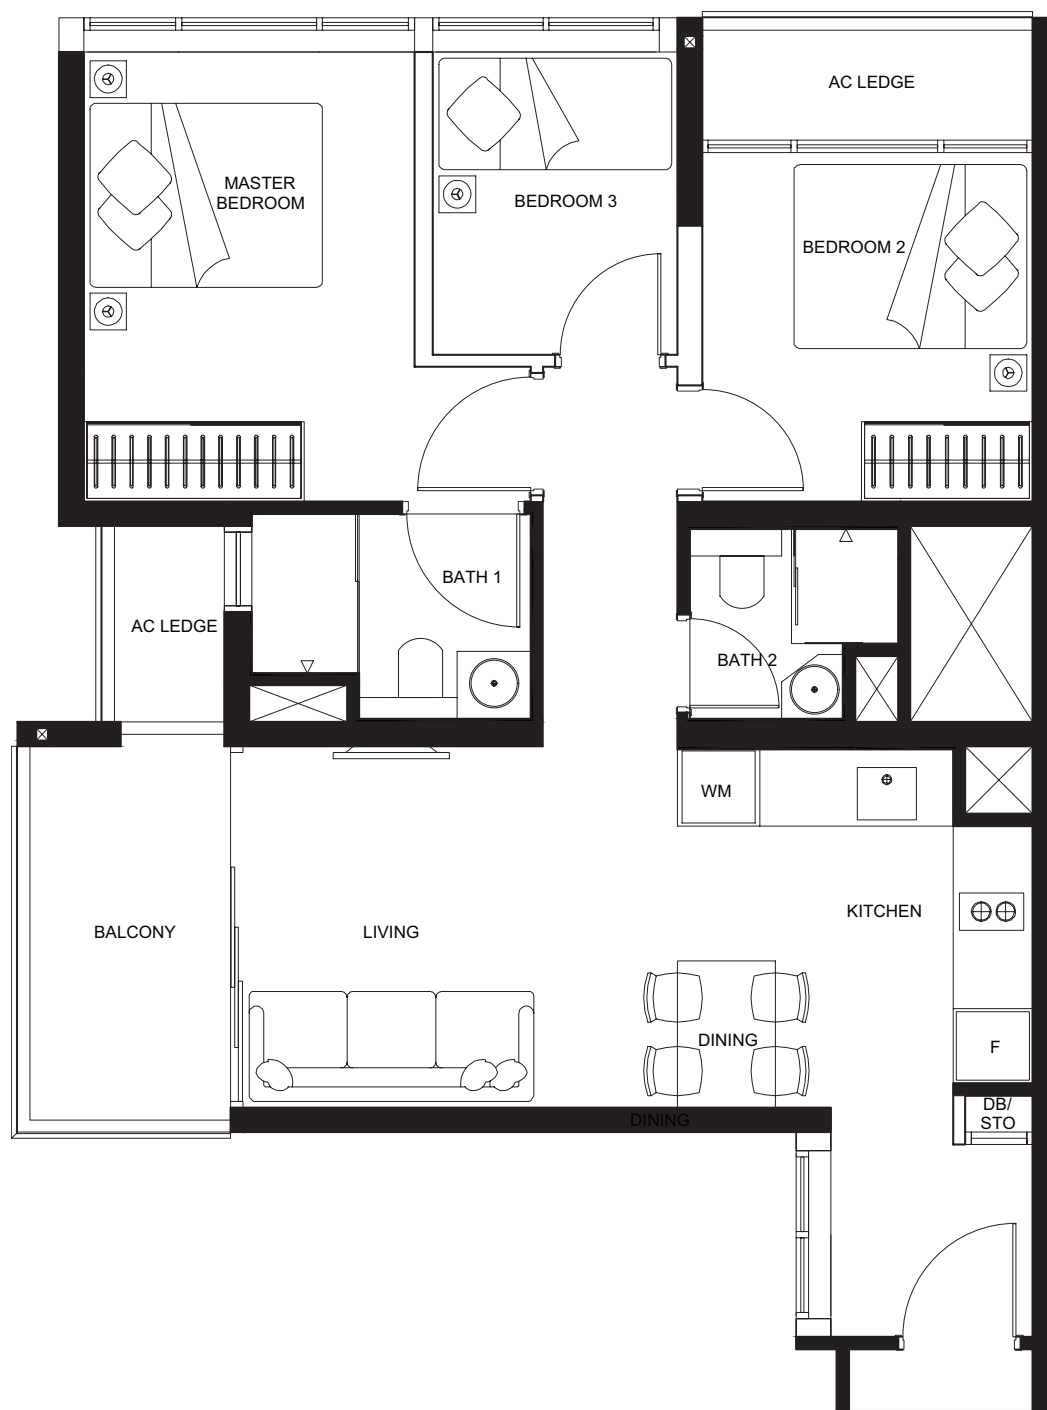 AC LEDGE
MASTER
BEDROOM
BEDROOM 3
BEDROOM 2
BATH 1
AC LEDGE
BATH 2
WM
KITCHEN
BALCONY
LIVING
DINING
F
DB/
STO
DINING